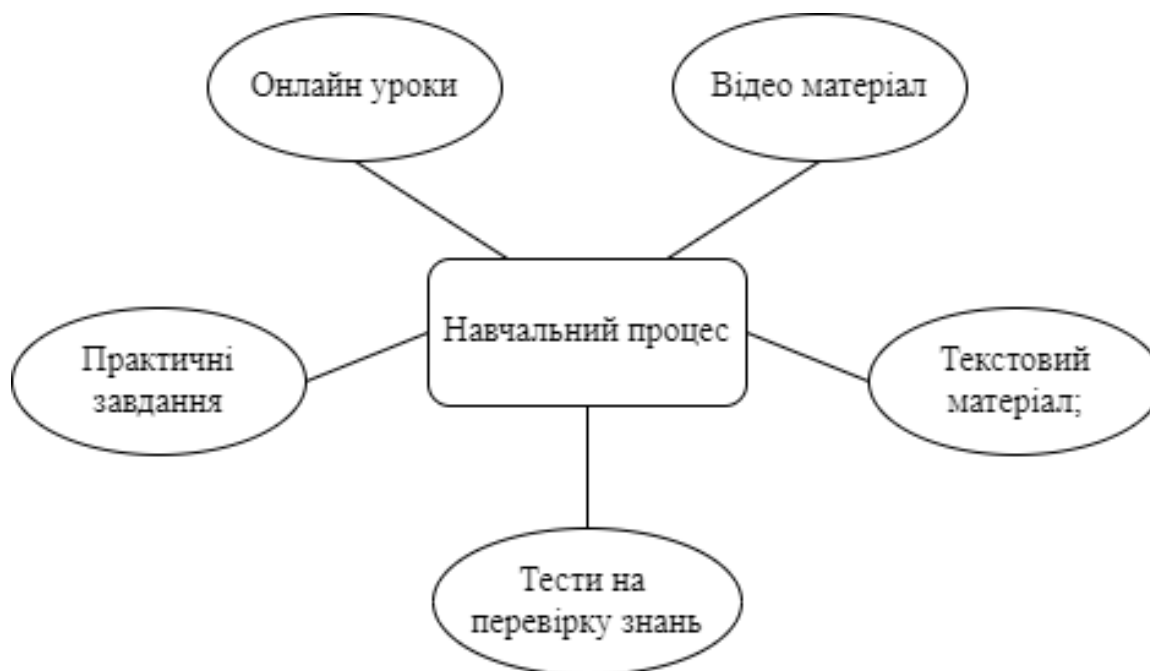 Онлайн уроки
Відео матеріал
Навчальний процес
Практичні
завдання
Текстовий
матеріал;
Тести на
перевірку знань